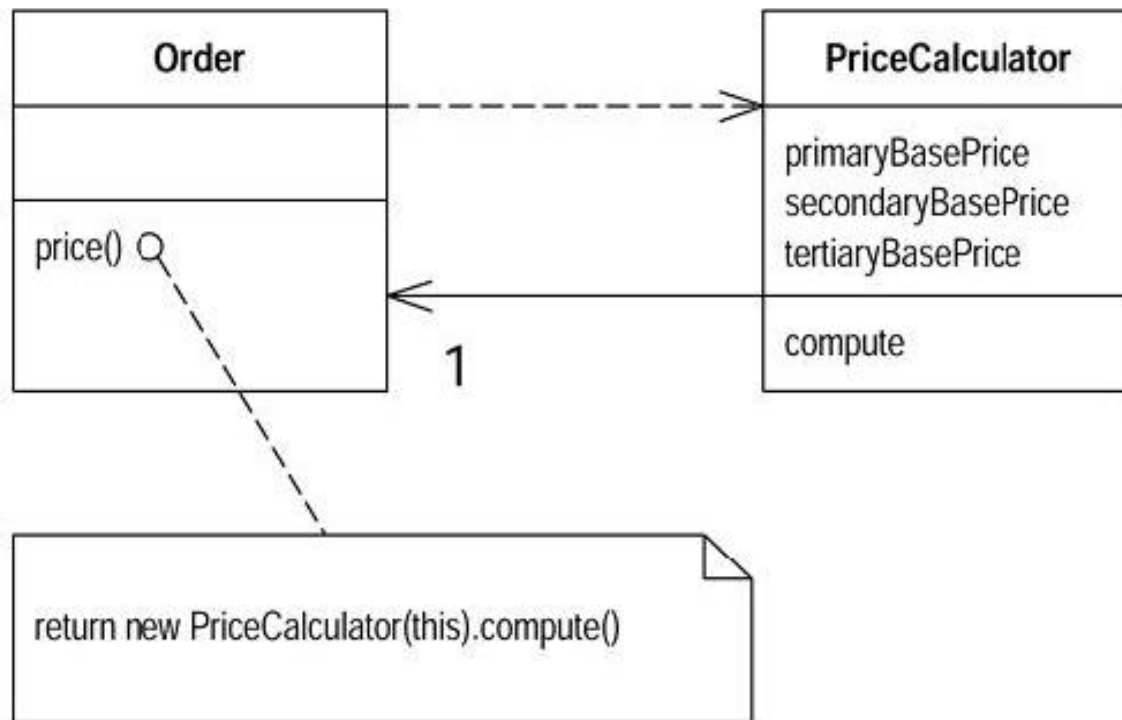 Order
price()
1
PriceCalculator
primaryBasePrice
secondaryBasePrice
tertiaryBasePrice
compute
return new PriceCalculator(this).compute()